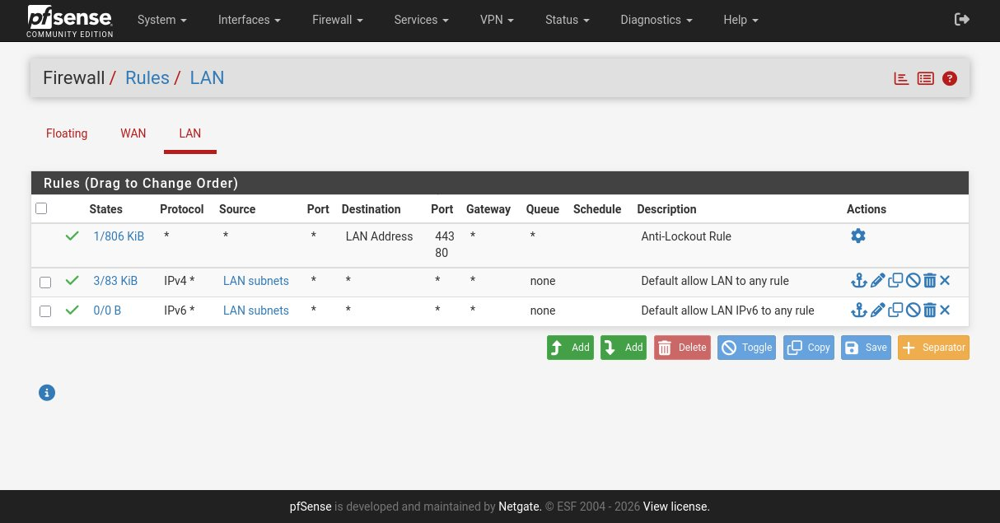 pfsense
COMMUNITY EDITION
System Interfaces Firewall Services VPN Status Diagnostics Help
Firewall / Rules / LAN
Floating WAN LAN
Rules (Drag to Change Order)
States Protocol Source Port Destination Port Gateway Queue Schedule Description Actions
1/806 KiB * * * LAN Address 443 * * Anti-Lockout Rule
80
3/83 KiB IPv4 * LAN subnets * * * * none Default allow LAN to any rule
0/0 B IPv6 * LAN subnets * * * * none Default allow LAN IPv6 to any rule
Add Add Delete Toggle Copy Save Separator
pfSense is developed and maintained by Netgate. © ESF 2004 - 2026 View license.